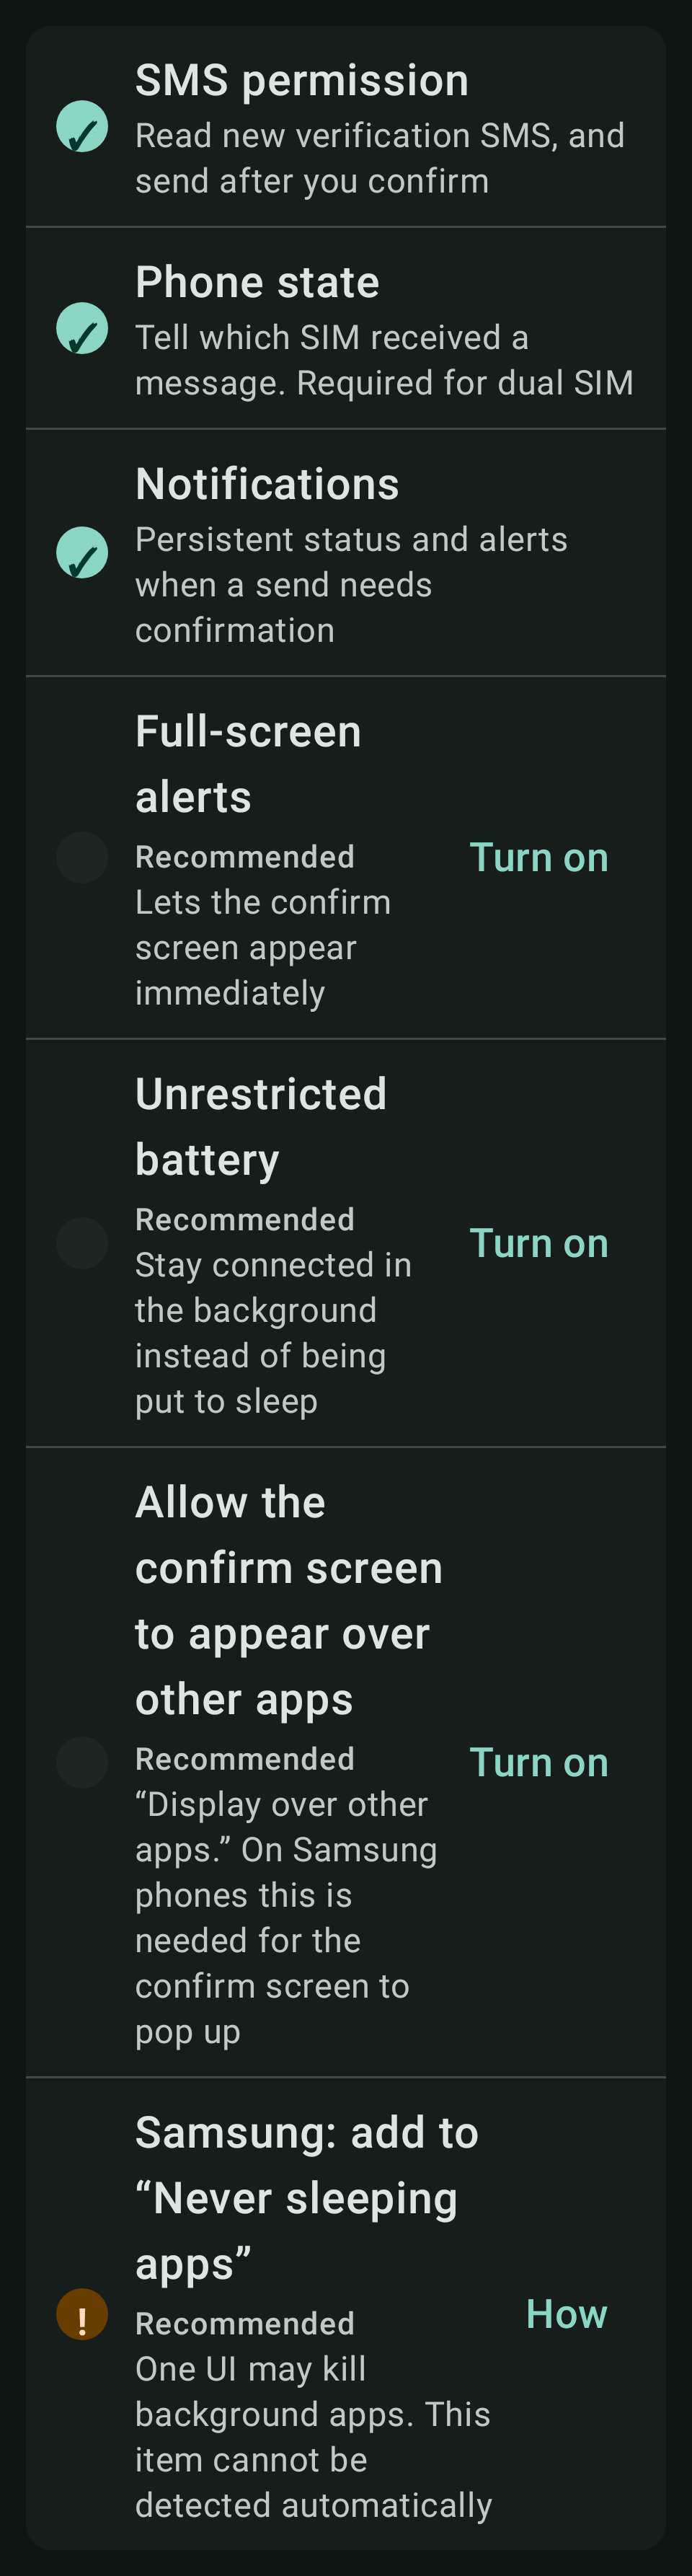 SMS permission
Read new verification SMS, and
send after you confirm
Phone state
Tell which SIM received a
message. Required for dual SIM
Notifications
Persistent status and alerts
when a send needs
confirmation
Full-screen
alerts
Recommended
Lets the confirm
screen appear
immediately
Turn on
Unrestricted
battery
Recommended
Stay connected in
the background
instead of being
put to sleep
Turn on
Allow the
confirm screen
to appear over
other apps
Recommended
“Display over other
apps.” On Samsung
phones this is
needed for the
confirm screen to
pop up
Turn on
Samsung: add to
“Never sleeping
apps”
Recommended
One UI may kill
background apps. This
item cannot be
detected automatically
How
!